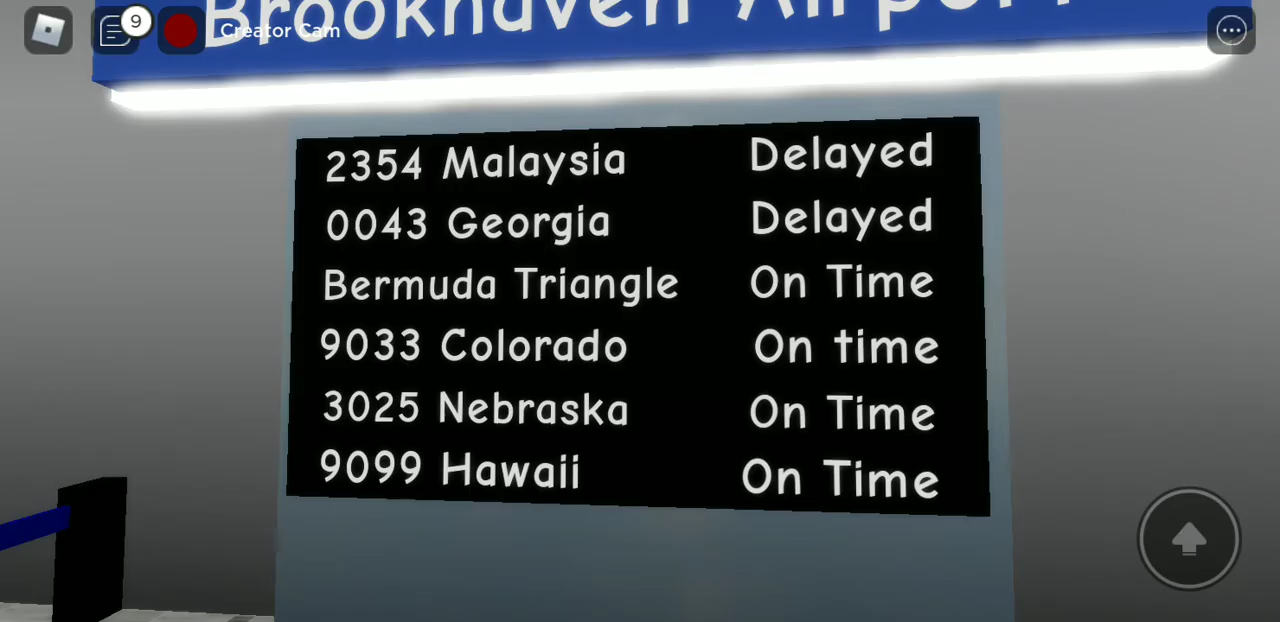 Brookhaven Airport
9
Creator Cam
2354 Malaysia Delayed
0043 Georgia Delayed
Bermuda Triangle On Time
9033 Colorado On time
3025 Nebraska On Time
9099 Hawaii On Time